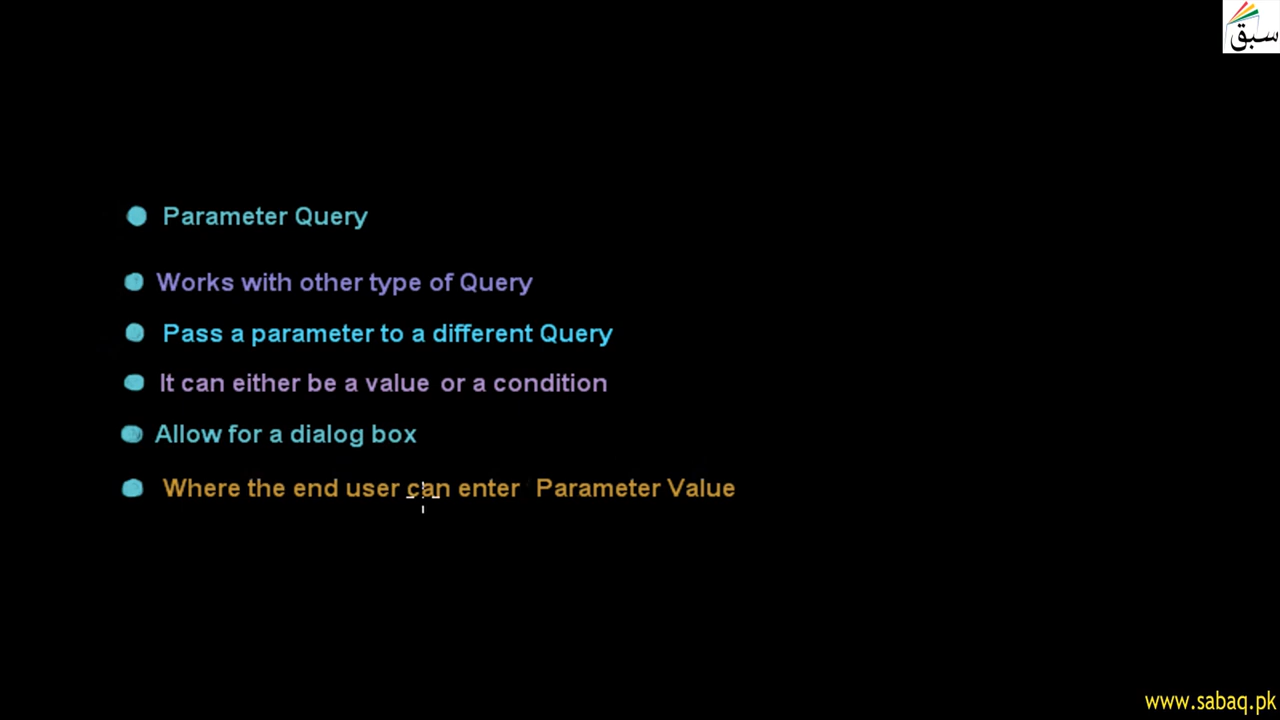 سبق
Parameter Query
Works with other type of Query
Pass a parameter to a different Query
It can either be a value or a condition
Allow for a dialog box
Where the end user can enter Parameter Value
www.sabaq.pk